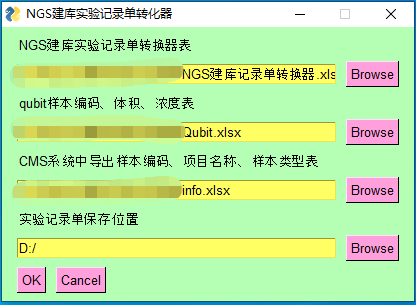 NGS建库实验记录单转化器
NGS建库实验记录单转换器表
NGS建库记录单转换器.xls Browse
qubit样本编码、体积、浓度表
Qubit.xlsx Browse
CMS系统中导出样本编码、项目名称、样本类型表
info.xlsx Browse
实验记录单保存位置
D:/ Browse
OK Cancel